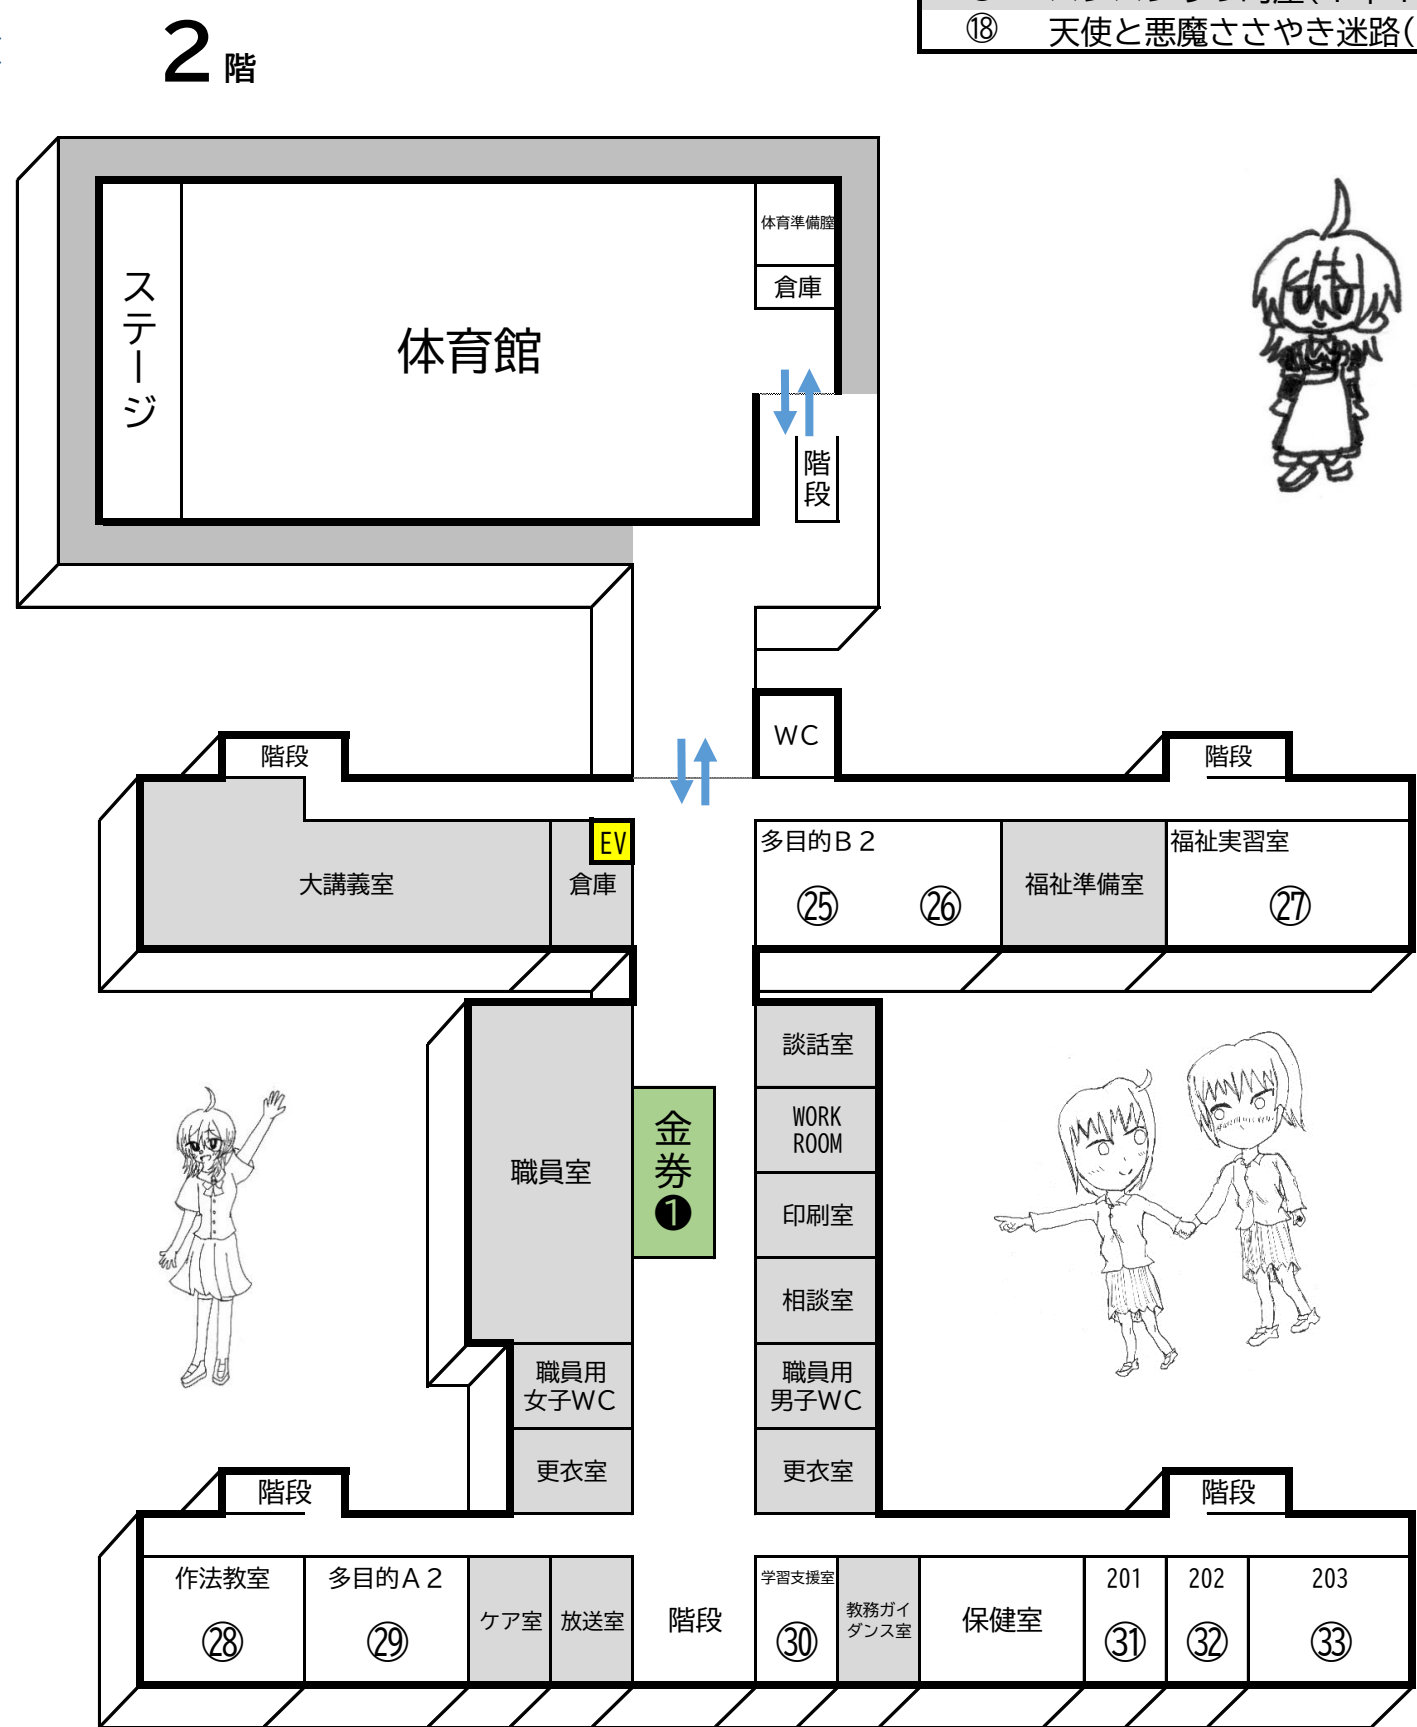 ⑱ 天使と悪魔ささやき迷路(
2階
体育準備膣
倉庫
ステージ
体育館
階段
WC
階段
階段
EV
大講義室
倉庫
多目的B2
㉕
㉖
福祉準備室
福祉実習室
㉗
談話室
WORK
ROOM
職員室
金券❶
印刷室
相談室
職員用
女子WC
職員用
男子WC
更衣室
更衣室
階段
階段
作法教室
㉘
多目的A2
㉙
ケア室
放送室
階段
学習支援室
㉚
教務ガイ
ダンス室
保健室
201
㉛
202
㉜
203
㉝